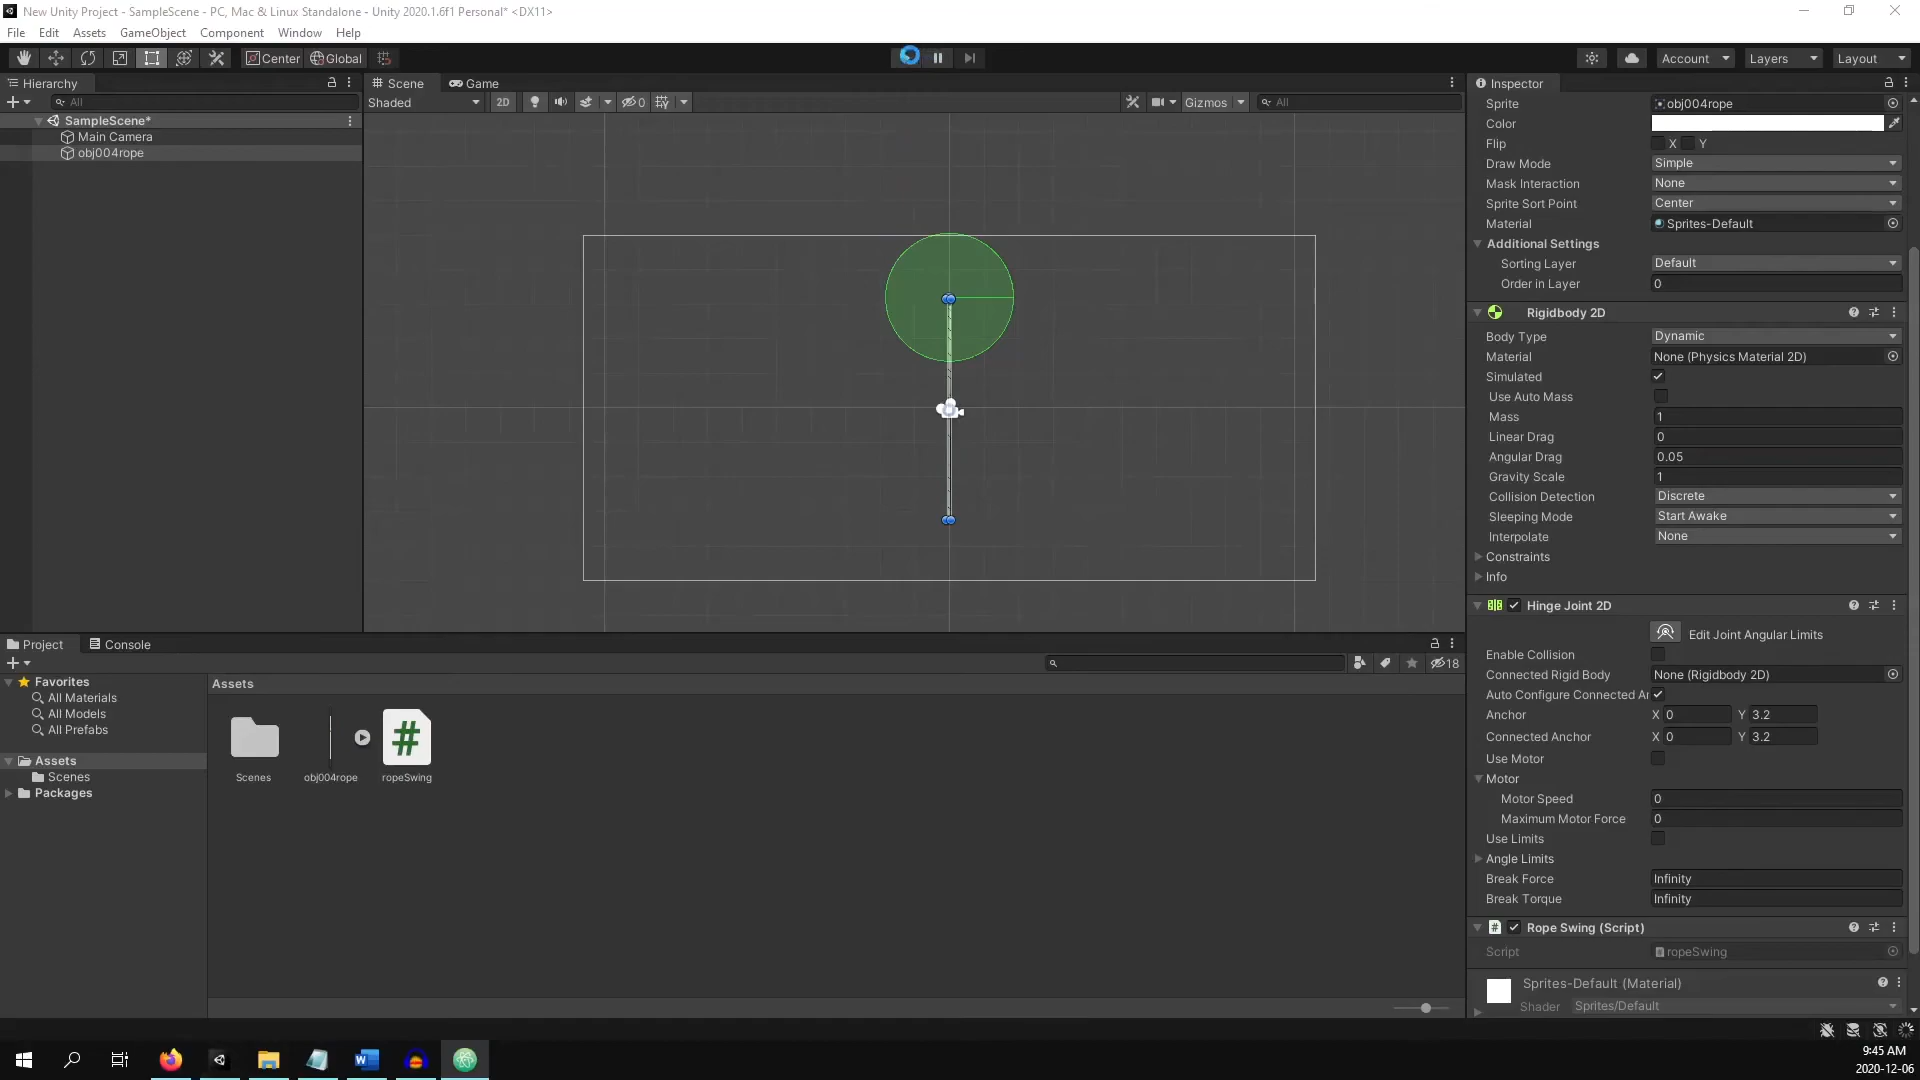 New Unity Project - SampleScene - PC, Mac & Linux Standalone - Unity 2020.1.6f1 Personal* <DX11>
File Edit Assets GameObject Component Window Help
Center Global
Account Layers Layout
Hierarchy
All
SampleScene*
Main Camera
obj004rope
Scene Game
Shaded 2D 0 Gizmos All
Inspector
Sprite obj004rope
Color
Flip X Y
Draw Mode Simple
Mask Interaction None
Sprite Sort Point Center
Material Sprites-Default
Additional Settings
Sorting Layer Default
Order in Layer 0
Rigidbody 2D
Body Type Dynamic
Material None (Physics Material 2D)
Simulated
Use Auto Mass
Mass 1
Linear Drag 0
Angular Drag 0.05
Gravity Scale 1
Collision Detection Discrete
Sleeping Mode Start Awake
Interpolate None
Constraints
Info
Hinge Joint 2D
Edit Joint Angular Limits
Enable Collision
Connected Rigid Body None (Rigidbody 2D)
Auto Configure Connected Ar
Anchor X 0 Y 3.2
Connected Anchor X 0 Y 3.2
Use Motor
Motor
Motor Speed 0
Maximum Motor Force 0
Use Limits
Angle Limits
Break Force Infinity
Break Torque Infinity
# Rope Swing (Script)
Script ropeSwing
Sprites-Default (Material)
Shader Sprites/Default
Project Console
18
Favorites
All Materials
All Models
All Prefabs
Assets
Scenes
Packages
Assets
#
Scenes obj004rope ropeSwing
W
9:45 AM
2020-12-06